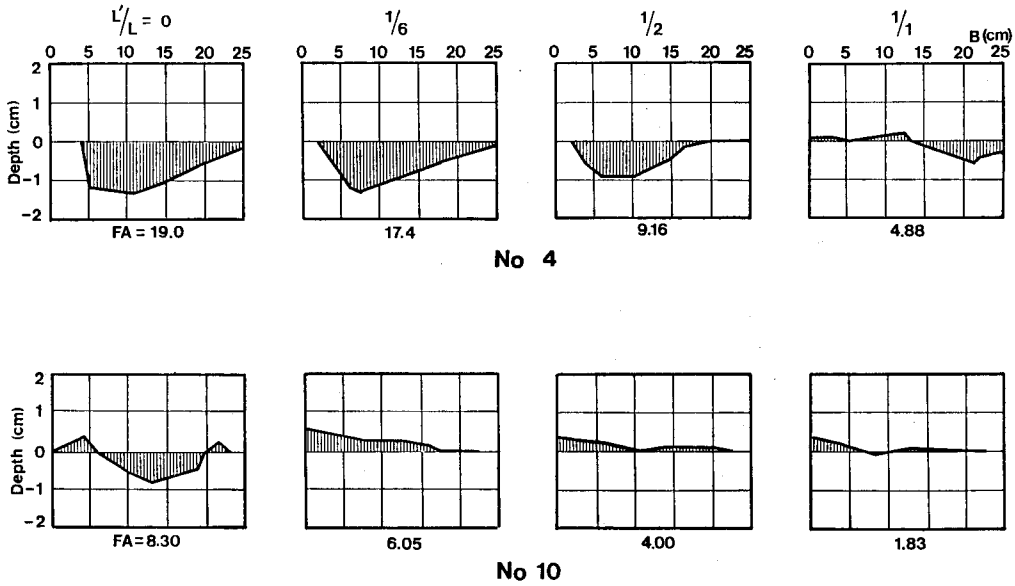 L'/L = 0 1/6 1/2 1/1 B (cm)
0 5 10 15 20 25 0 5 10 15 20 25 0 5 10 15 20 25 0 5 10 15 20 25
2
1
0
-1
-2
Depth (cm)
FA = 19.0 17.4 9.16 4.88
No 4
2
1
0
-1
-2
Depth (cm)
FA = 8.30 6.05 4.00 1.83
No 10